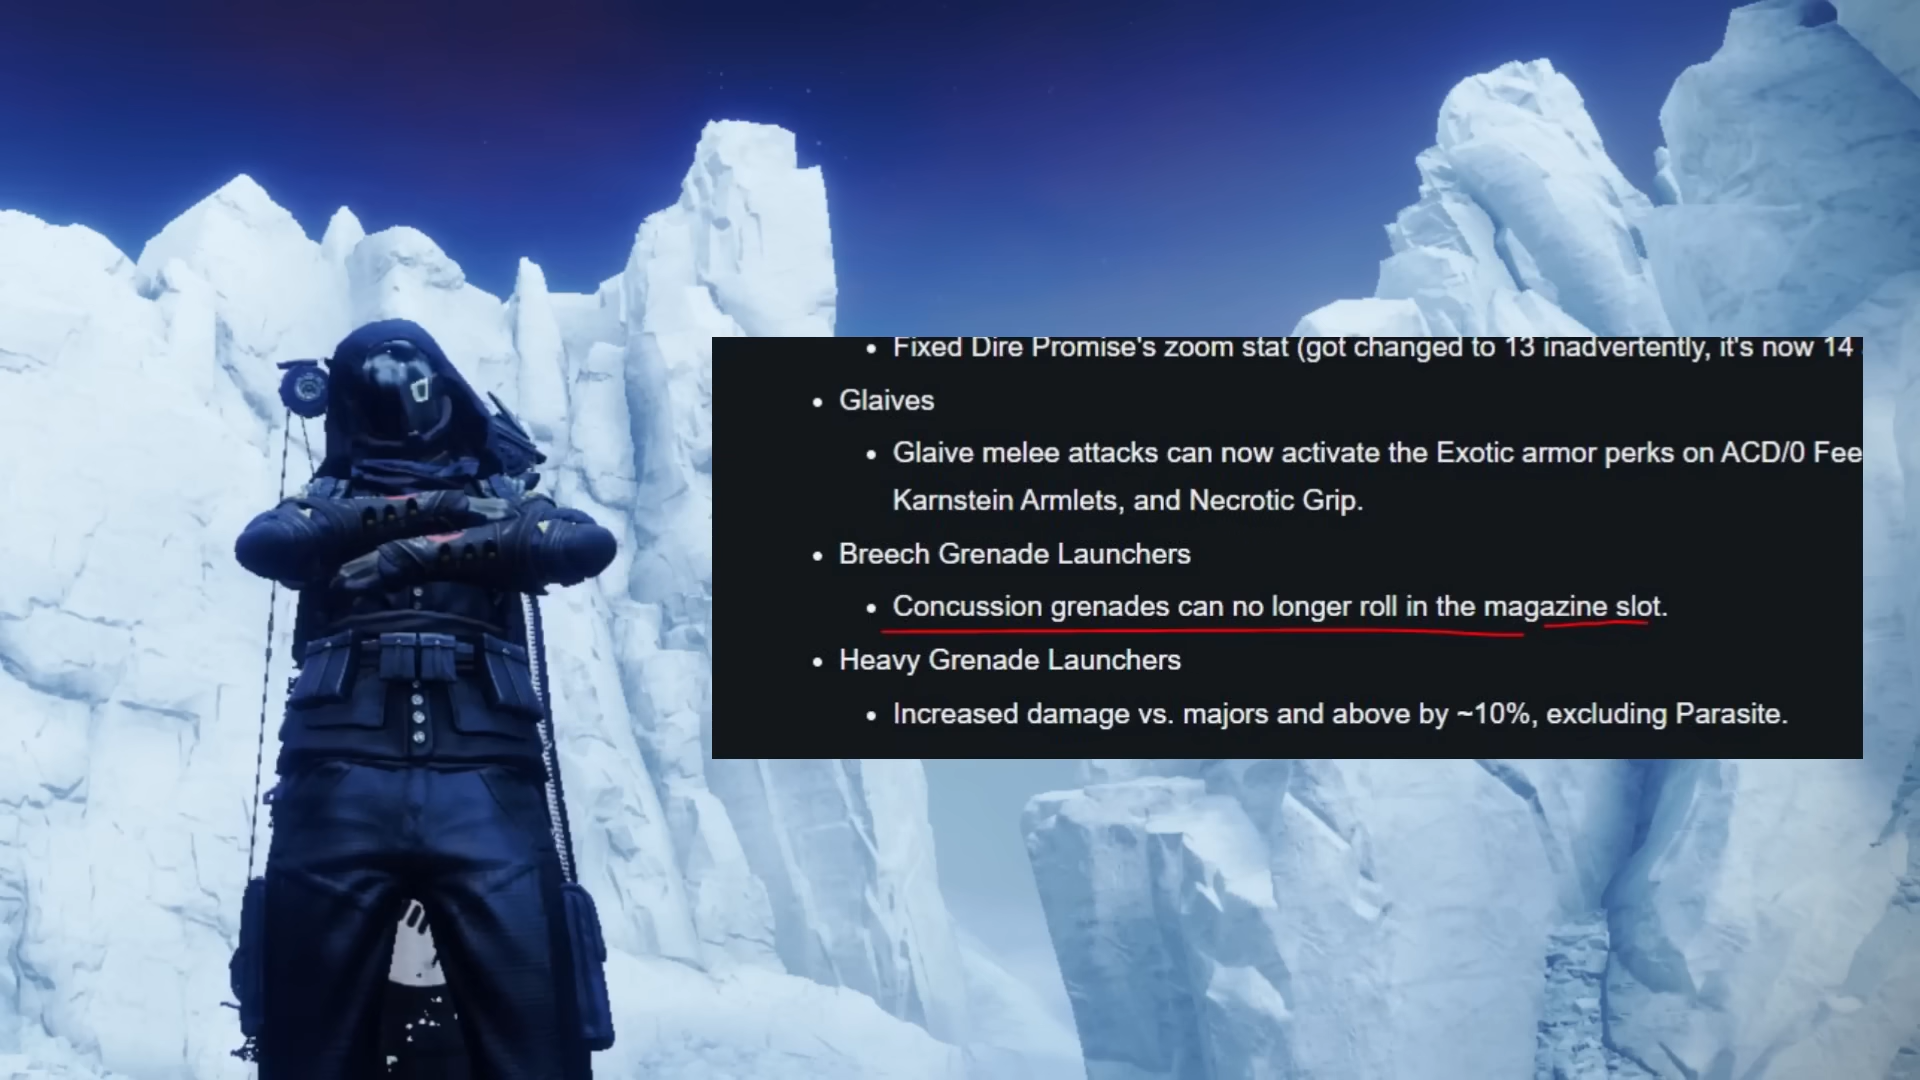 Fixed Dire Promise's zoom stat (got changed to 13 inadvertently, it's now 14
Glaives
Glaive melee attacks can now activate the Exotic armor perks on ACD/0 Fee
Karnstein Armlets, and Necrotic Grip.
Breech Grenade Launchers
Concussion grenades can no longer roll in the magazine slot.
Heavy Grenade Launchers
Increased damage vs. majors and above by ~10%, excluding Parasite.